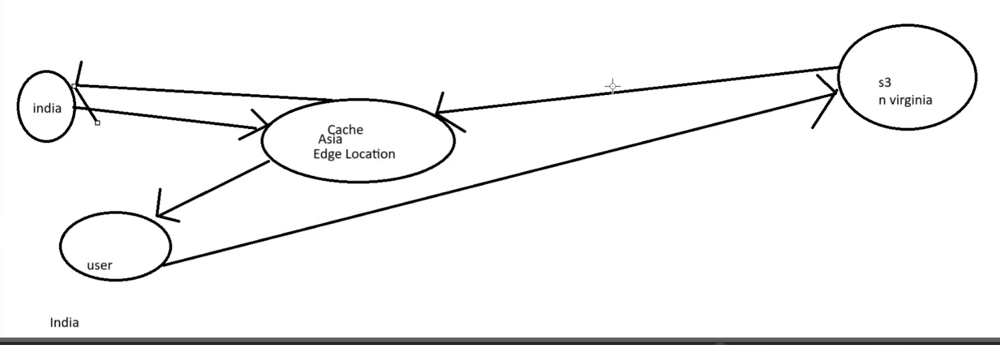 india
Cache
Asia
Edge Location
s3
n virginia
user
India